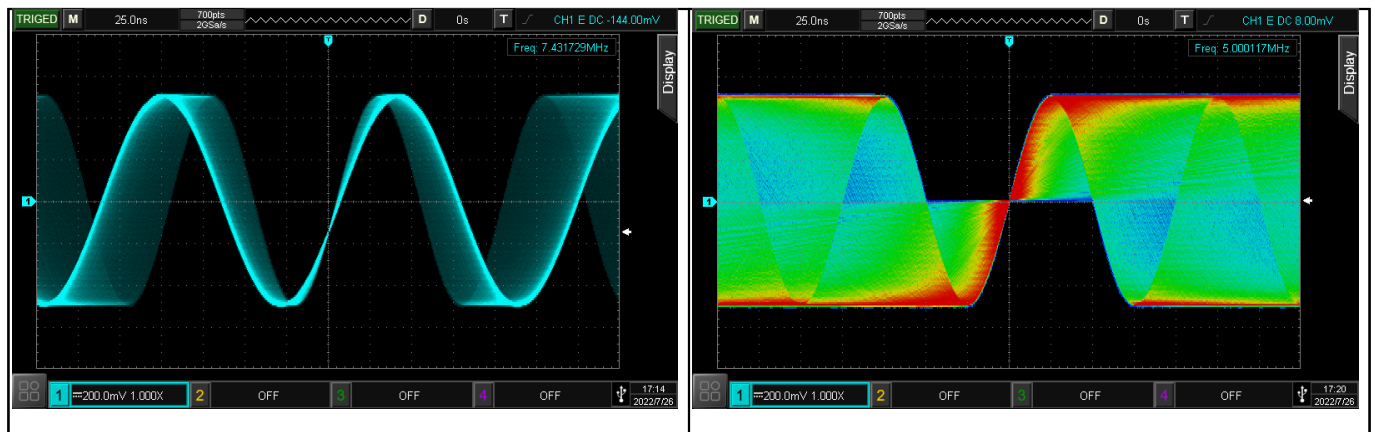 TRIGED M 25.0ns 700pts 2GSa/s D 0s T CH1 E DC -144.00mV
T
Freq: 7.431729MHz
Display
1
1 200.0mV 1.000X 2 OFF 3 OFF 4 OFF 17:14
2022/7/26
TRIGED M 25.0ns 700pts 2GSa/s D 0s T CH1 E DC 8.00mV
T
Freq: 5.000117MHz
Display
1
1 200.0mV 1.000X 2 OFF 3 OFF 4 OFF 17:20
2022/7/26